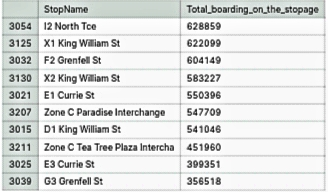 StopName Total_boarding_on_the_stopage
3054 I2 North Tce 628859
3125 X1 King William St 622099
3032 F2 Grenfell St 604149
3130 X2 King William St 583227
3021 E1 Currie St 550396
3207 Zone C Paradise Interchange 547709
3015 D1 King William St 541046
3211 Zone C Tea Tree Plaza Intercha 451960
3025 E3 Currie St 399351
3039 G3 Grenfell St 356518